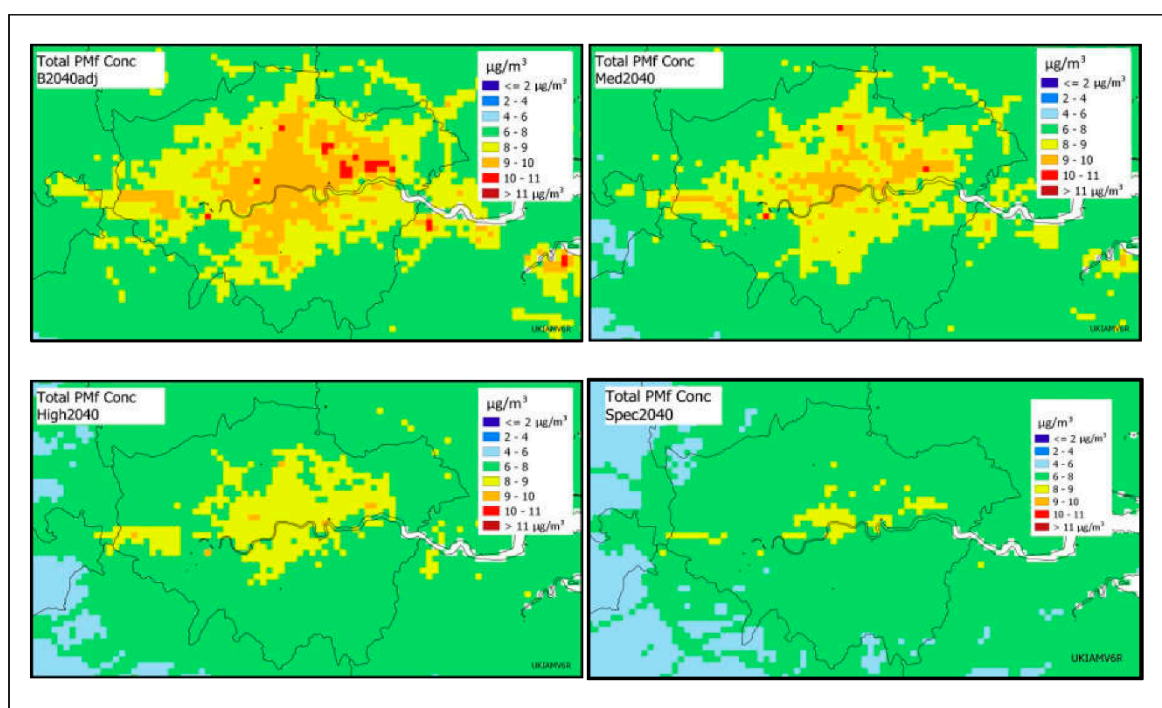 Total PMf Conc
B2040adj
µg/m³
<= 2 µg/m³
2 - 4
4 - 6
6 - 8
8 - 9
9 - 10
10 - 11
> 11 µg/m³
UKIAMV6R
Total PMf Conc
Med2040
µg/m³
<= 2 µg/m³
2 - 4
4 - 6
6 - 8
8 - 9
9 - 10
10 - 11
> 11 µg/m³
UKIAMV6R
Total PMf Conc
High2040
µg/m³
<= 2 µg/m³
2 - 4
4 - 6
6 - 8
8 - 9
9 - 10
10 - 11
> 11 µg/m³
UKIAMV6R
Total PMf Conc
Spec2040
µg/m³
<= 2 µg/m³
2 - 4
4 - 6
6 - 8
8 - 9
9 - 10
10 - 11
> 11 µg/m³
UKIAMV6R